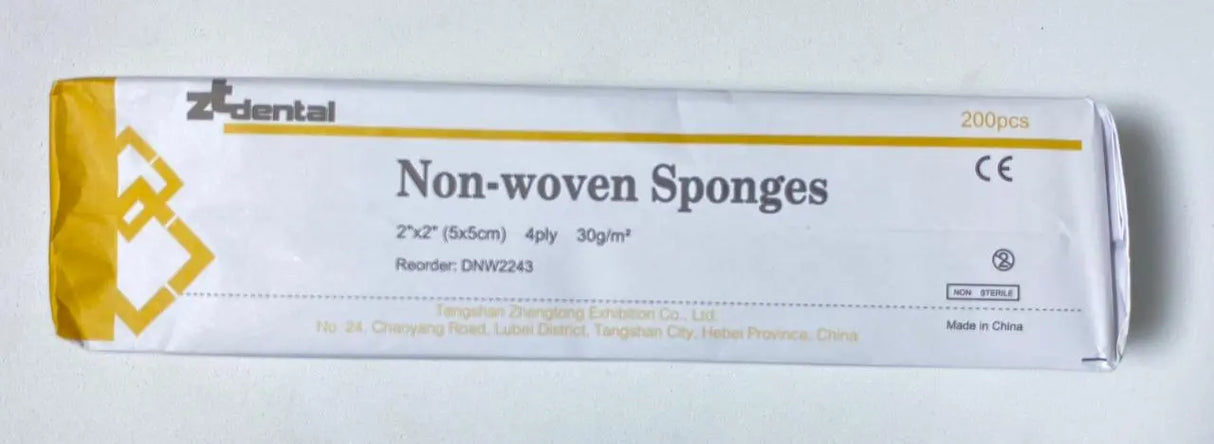 ztdental
200pcs
Non-woven Sponges
CE
2"x2" (5x5cm) 4ply 30g/m²
Reorder: DNW2243
2
NON STERILE
Tangshan Zhengtong Exhibition Co., Ltd.
No. 24, Chaoyang Road, Lubei District, Tangshan City, Hebei Province, China
Made in China